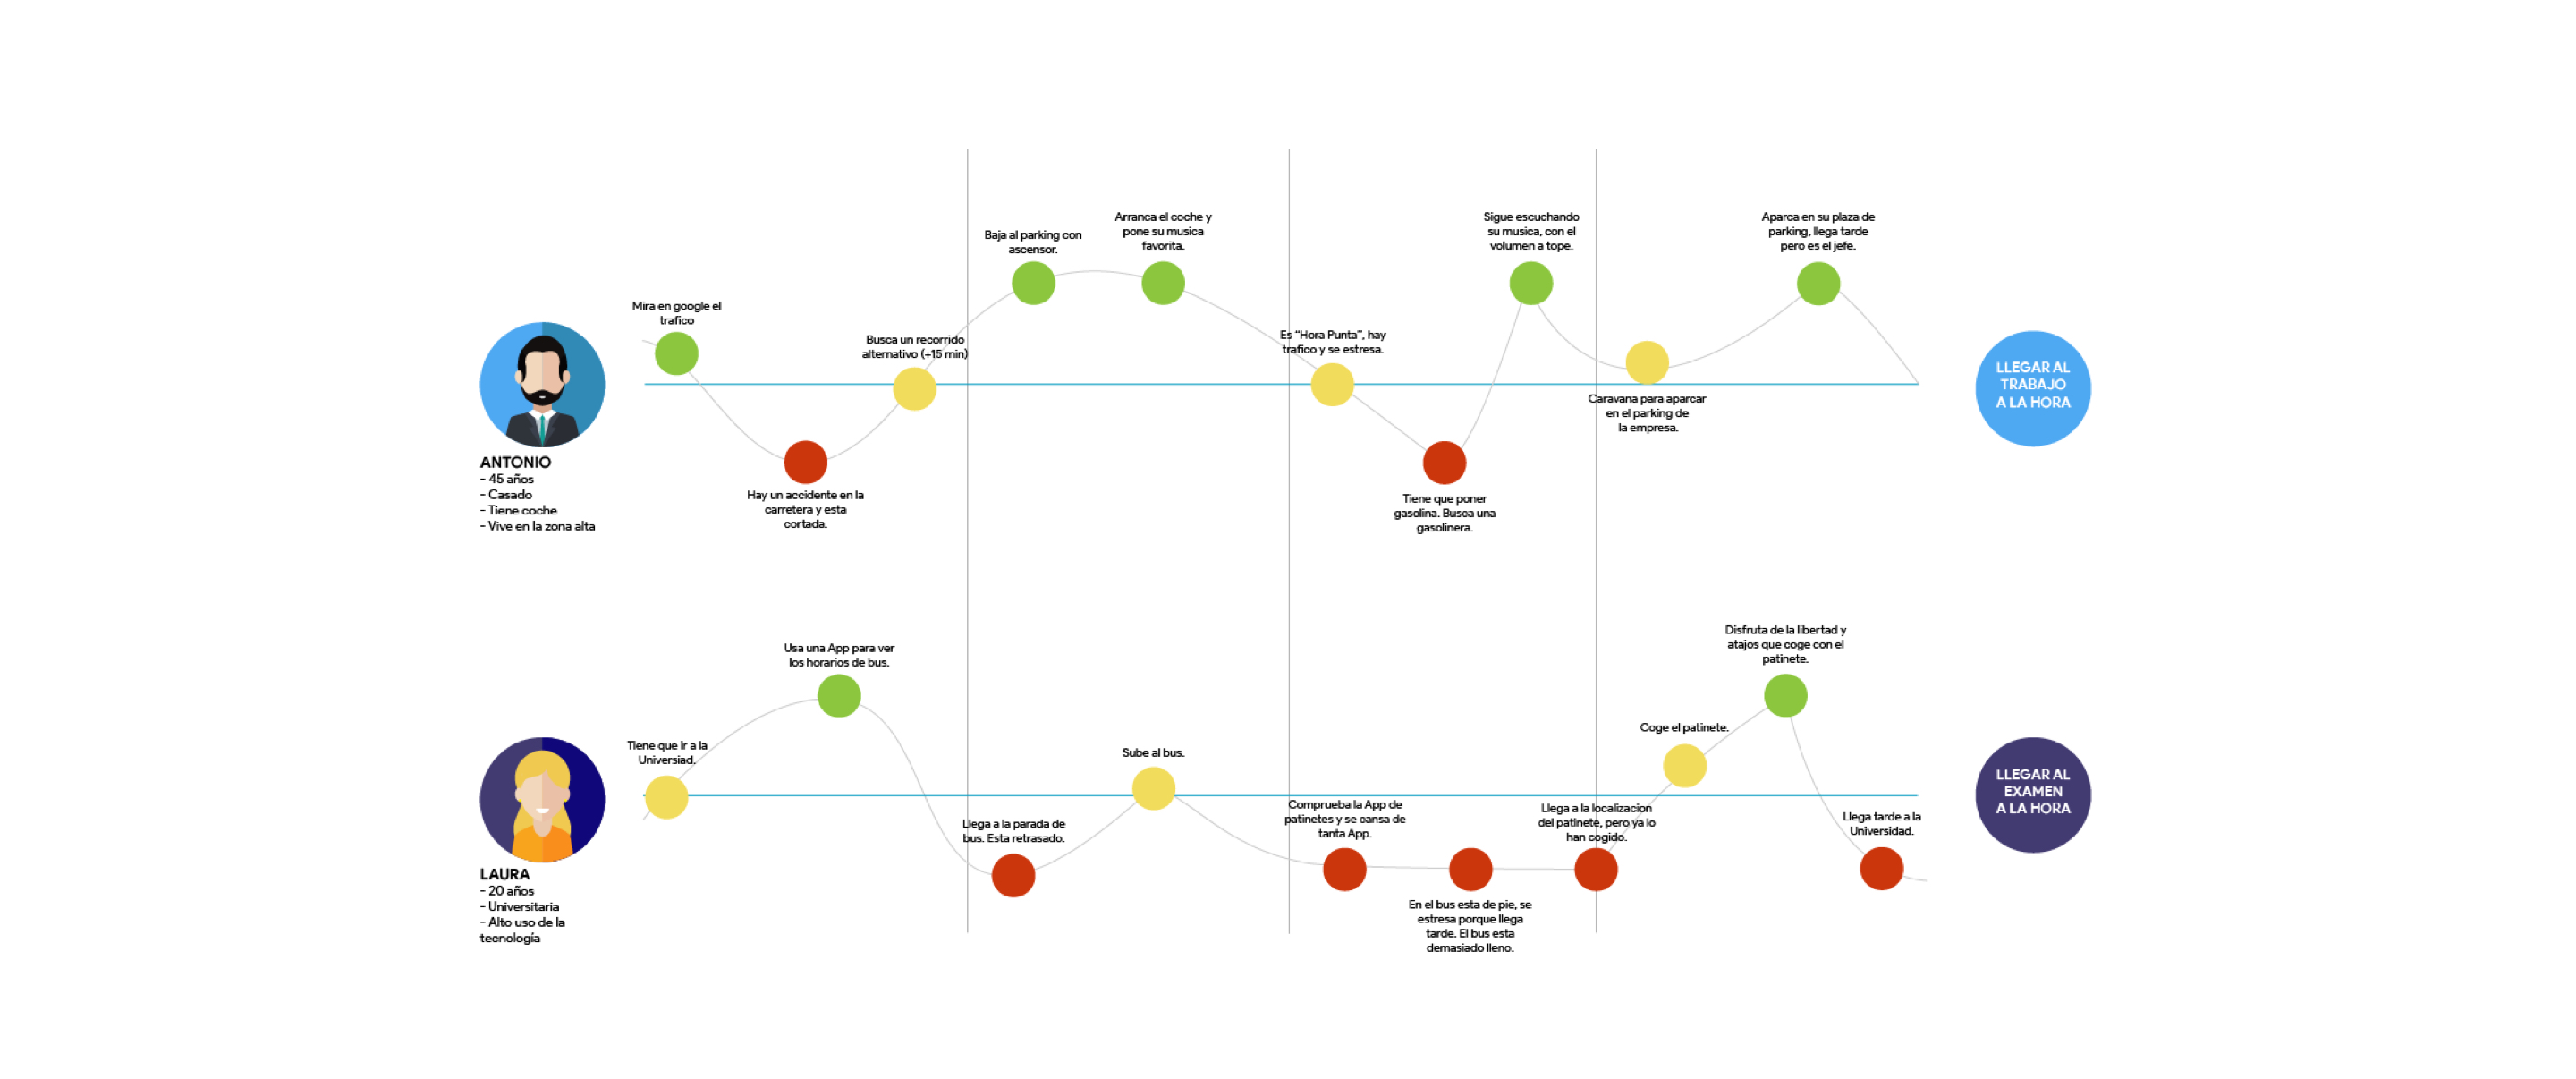 Mira en google el
trafico
Hay un accidente en la
carretera y esta
cortada.
Busca un recorrido
alternativo (+15 min)
Baja al parking con
ascensor.
Arranca el coche y
pone su musica
favorita.
Es “Hora Punta”, hay
trafico y se estresa.
Tiene que poner
gasolina. Busca una
gasolinera.
Sigue escuchando
su musica, con el
volumen a tope.
Caravana para aparcar
en el parking de
la empresa.
Aparca en su plaza de
parking, llega tarde
pero es el jefe.
LLEGAR AL
TRABAJO
A LA HORA
ANTONIO
- 45 años
- Casado
- Tiene coche
- Vive en la zona alta
Tiene que ir a la
Universiad.
Usa una App para ver
los horarios de bus.
Llega a la parada de
bus. Esta retrasado.
Sube al bus.
Comprueba la App de
patinetes y se cansa de
tanta App.
En el bus esta de pie, se
estresa porque llega
tarde. El bus esta
demasiado lleno.
Llega a la localizacion
del patinete, pero ya lo
han cogido.
Coge el patinete.
Disfruta de la libertad y
atajos que coge con el
patinete.
Llega tarde a la
Universidad.
LLEGAR AL
EXAMEN
A LA HORA
LAURA
- 20 años
- Universitaria
- Alto uso de la
tecnología